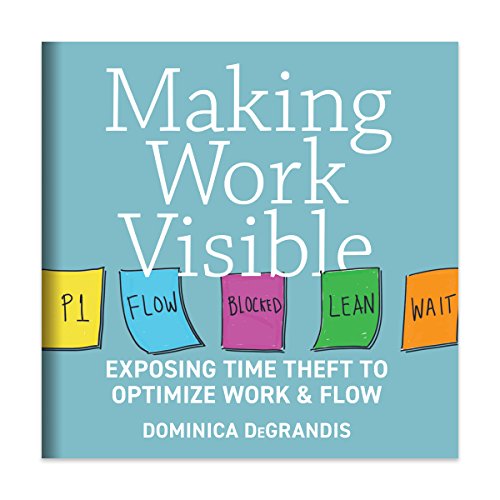 Making
Work
Visible
P1 FLOW BLOCKED LEAN WAIT
EXPOSING TIME THEFT TO
OPTIMIZE WORK & FLOW
DOMINICA DEGRANDIS